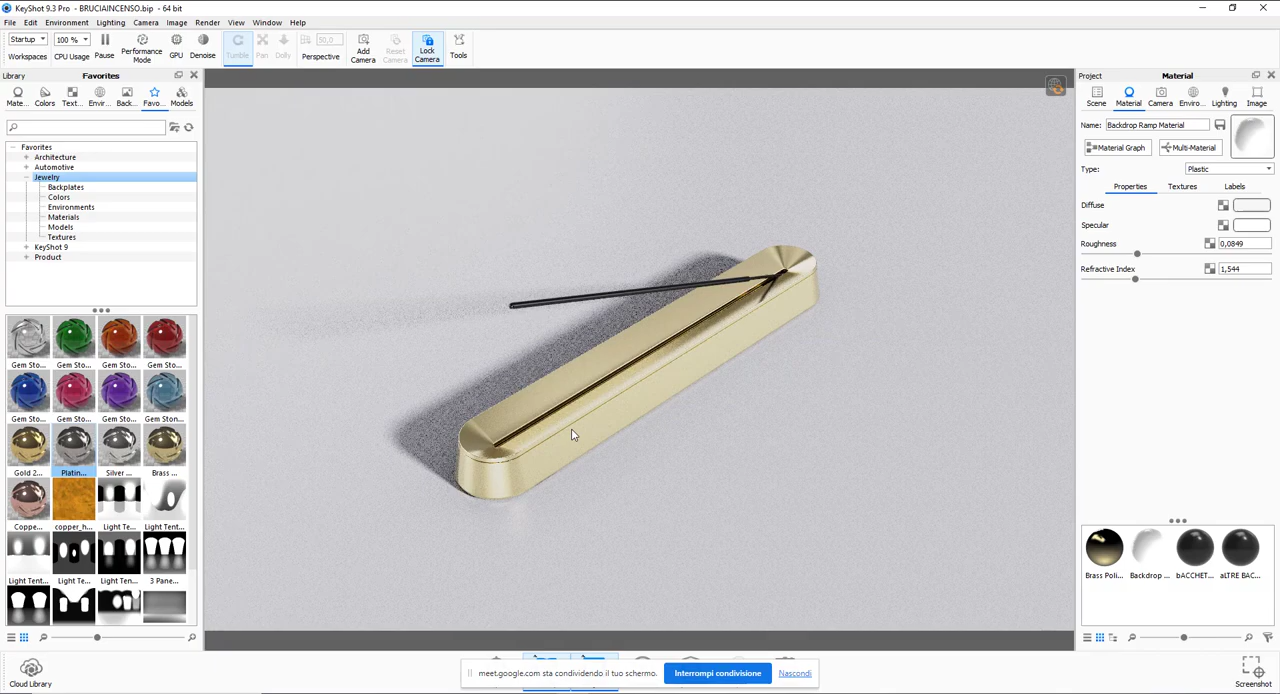 KeyShot 9.3 Pro - BRUCIAINCENSO.bip - 64 bit
File Edit Environment Lighting Camera Image Render View Window Help
Startup 100 % 50,0
Workspaces CPU Usage Pause Performance Mode GPU Denoise Tumble Pan Dolly Perspective Add Camera Reset Camera Lock Camera Tools
Library Favorites
Mate... Colors Text... Envir... Back... Favo... Models
Favorites
Architecture
Automotive
Jewelry
Backplates
Colors
Environments
Materials
Models
Textures
KeyShot 9
Product
Gem Sto... Gem Sto... Gem Sto... Gem Sto...
Gem Sto... Gem Sto... Gem Sto... Gem Ston...
Gold 2... Platin... Silver ... Brass ...
Coppe... copper_h... Light Te... Light Tent...
Light Tent... Light Te... Light Ten... 3 Pane...
Cloud Library
Project Material
Scene Material Camera Enviro... Lighting Image
Name: Backdrop Ramp Material
Material Graph Multi-Material
Type: Plastic
Properties Textures Labels
Diffuse
Specular
Roughness 0,0849
Refractive Index 1,544
Brass Poli... Backdrop ... bACCHET... aLTRE BAC...
Screenshot
meet.google.com sta condividendo il tuo schermo. Interrompi condivisione Nascondi